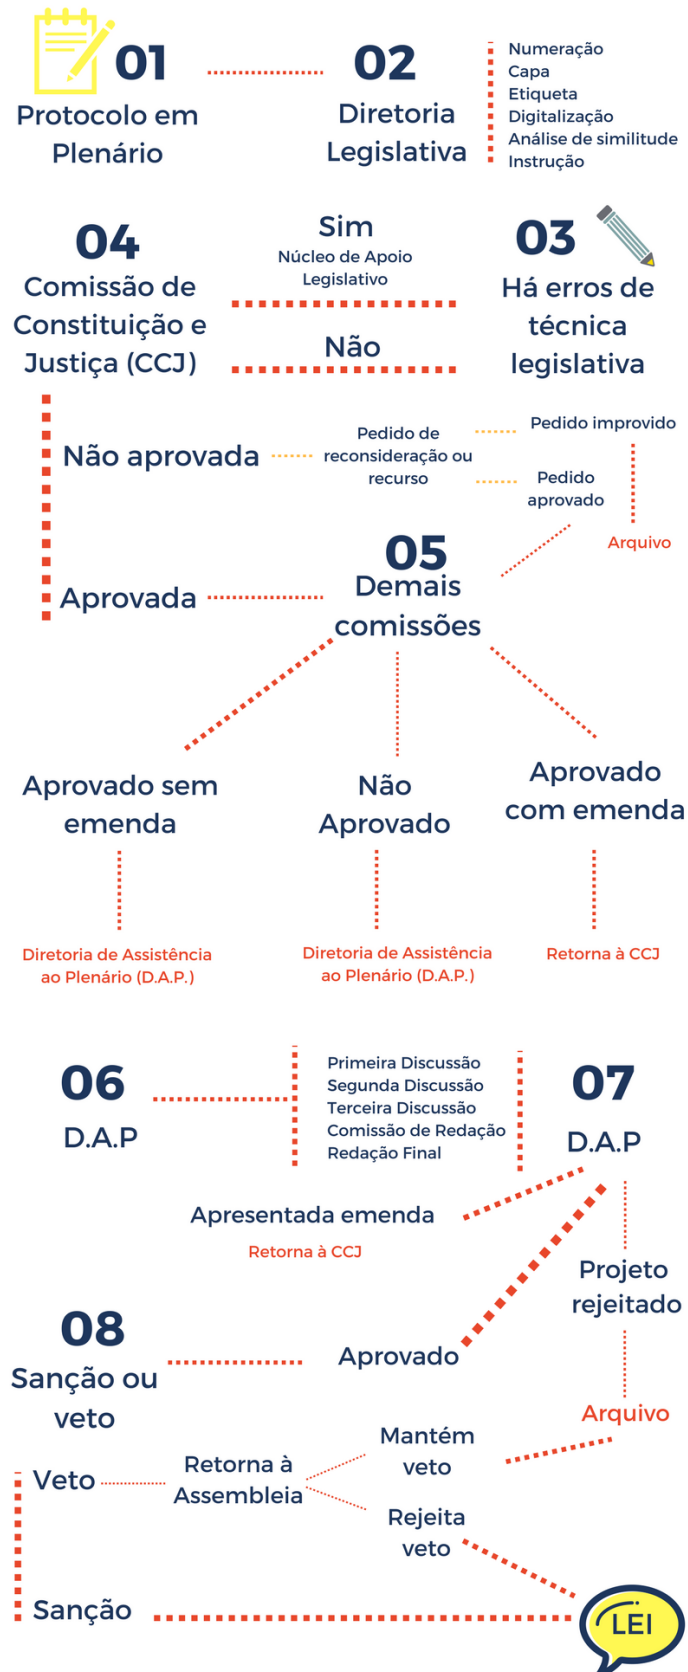 01
Protocolo em
Plenário
02
Diretoria
Legislativa
Numeração
Capa
Etiqueta
Digitalização
Análise de similitude
Instrução
03
Há erros de
técnica
legislativa
Sim
Núcleo de Apoio
Legislativo
Não
04
Comissão de
Constituição e
Justiça (CCJ)
Não aprovada
Pedido de
reconsideração ou
recurso
Pedido improvido
Pedido
aprovado
Arquivo
Aprovada
05
Demais
comissões
Aprovado sem
emenda
Diretoria de Assistência
ao Plenário (D.A.P.)
Não
Aprovado
Diretoria de Assistência
ao Plenário (D.A.P.)
Aprovado
com emenda
Retorna à CCJ
06
D.A.P
Primeira Discussão
Segunda Discussão
Terceira Discussão
Comissão de Redação
Redação Final
07
D.A.P
Apresentada emenda
Retorna à CCJ
Projeto
rejeitado
Arquivo
Aprovado
08
Sanção ou
veto
Veto
Retorna à
Assembleia
Mantém
veto
Rejeita
veto
Sanção
LEI